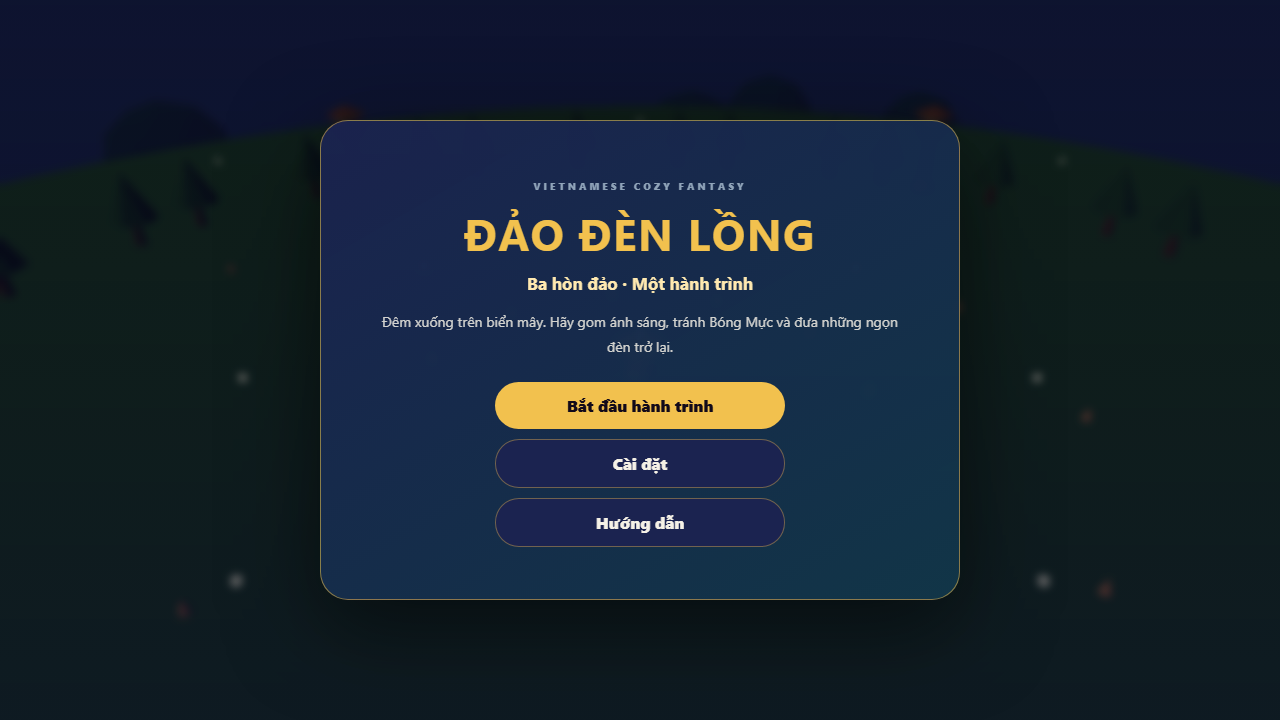 VIETNAMESE COZY FANTASY
ĐẢO ĐÈN LỒNG
Ba hòn đảo · Một hành trình
Đêm xuống trên biển mây. Hãy gom ánh sáng, tránh Bóng Mực và đưa những ngọn
đèn trở lại.
Bắt đầu hành trình
Cài đặt
Hướng dẫn